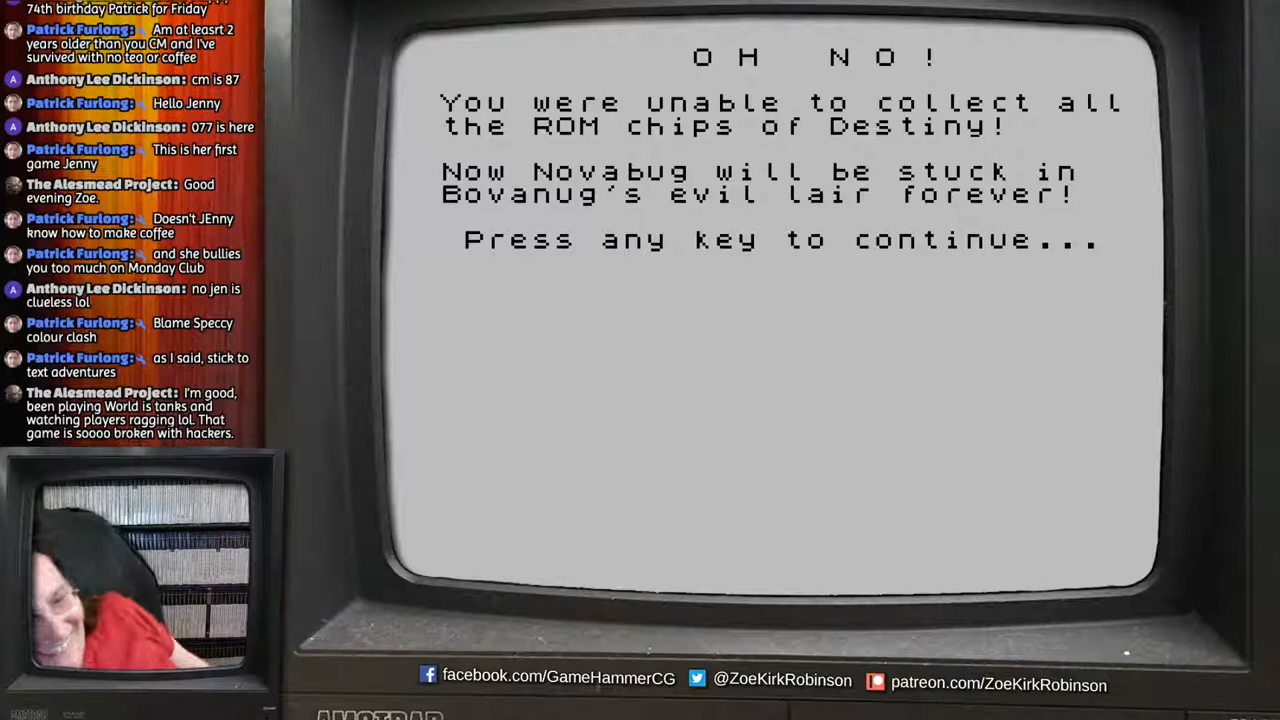 74th birthday Patrick for Friday
Patrick Furlong: Am at leasrt 2
years older than you CM and I've
survived with no tea or coffee
A Anthony Lee Dickinson: cm is 87
Patrick Furlong: Hello Jenny
A Anthony Lee Dickinson: 077 is here
Patrick Furlong: This is her first
game Jenny
The Alesmead Project: Good
evening Zoe.
Patrick Furlong: Doesn't JEnny
know how to make coffee
Patrick Furlong: and she bullies
you too much on Monday Club
A Anthony Lee Dickinson: no jen is
clueless lol
Patrick Furlong: Blame Speccy
colour clash
Patrick Furlong: as I said, stick to
text adventures
The Alesmead Project: I'm good,
been playing World is tanks and
watching players ragging lol. That
game is soooo broken with hackers.
OH NO!
You were unable to collect all
the ROM chips of Destiny!
Now Novabug will be stuck in
Bovanug's evil lair forever!
Press any key to continue...
facebook.com/GameHammerCG @ZoeKirkRobinson patreon.com/ZoeKirkRobinson
AMSTRAD